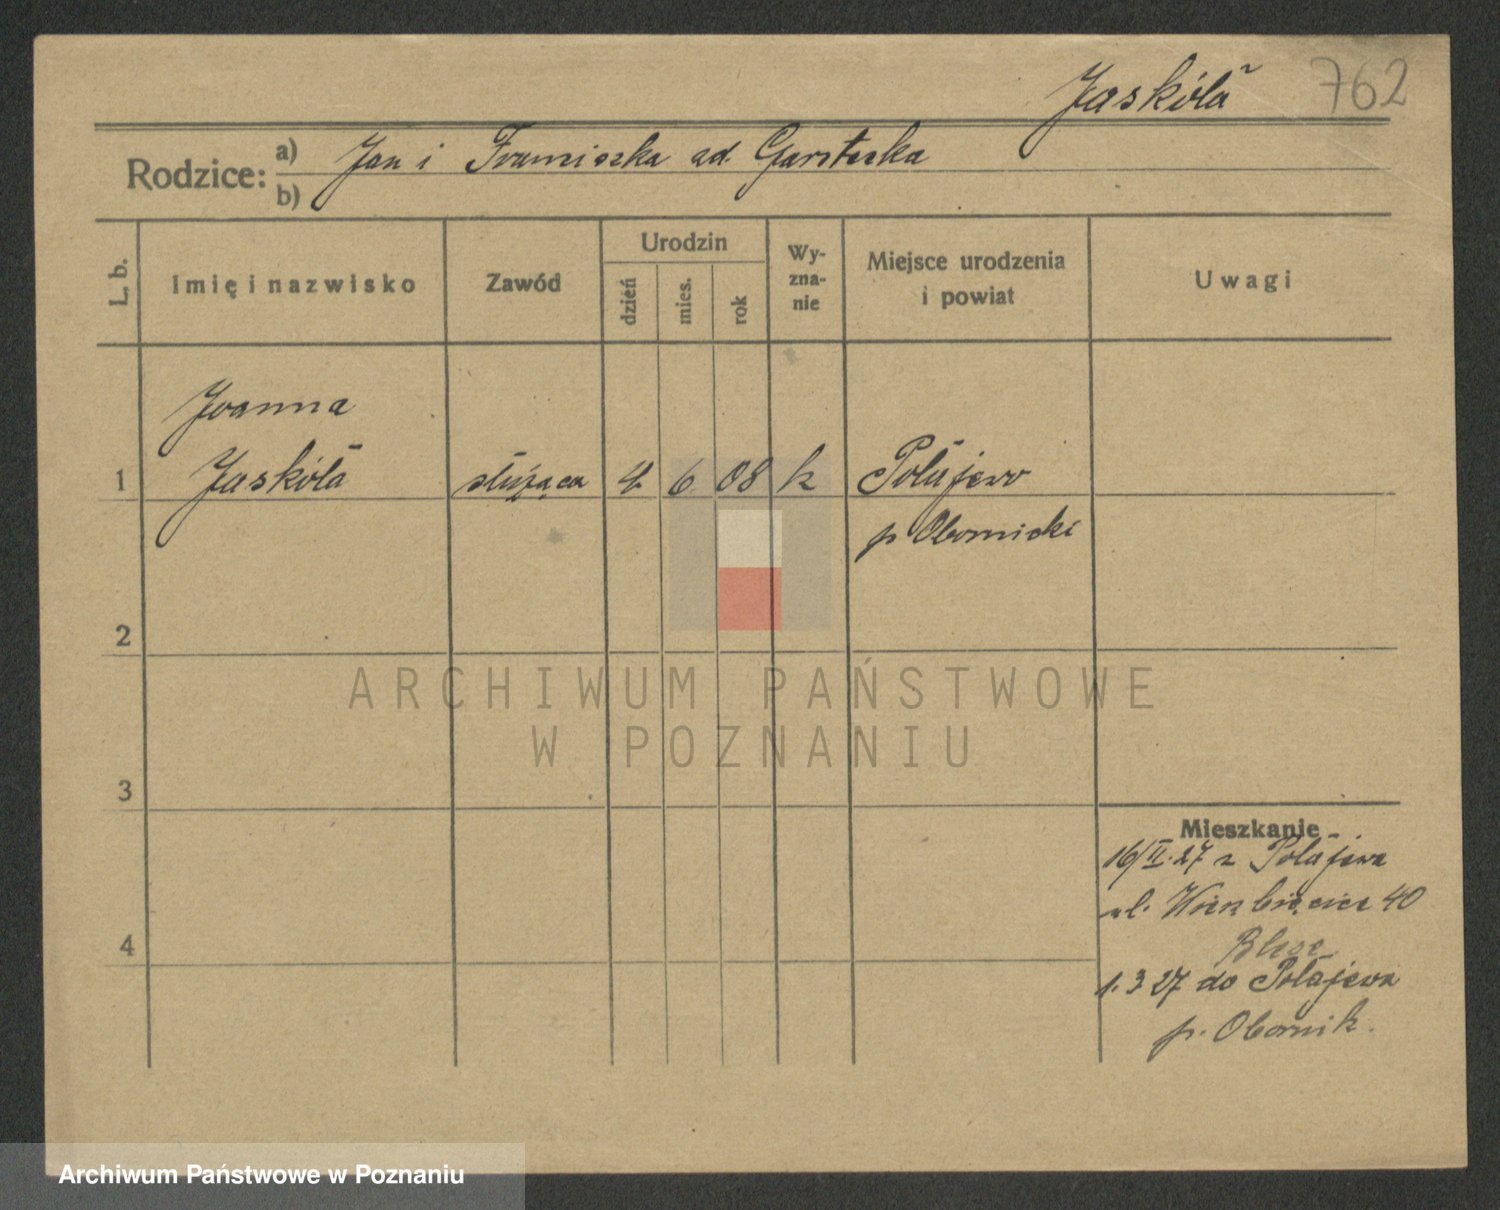 Jaskóła 762
Rodzice: a) Jan i Franciszka ad. Garstecka
b)
L. b.
Imię i nazwisko
Zawód
Urodzin
dzień
mies.
rok
Wy-
zna-
nie
Miejsce urodzenia
i powiat
Uwagi
Joanna
1 Jaskóła służąca 4. 6. 08 k Połajewo
p Obornicki
2
3
4
Mieszkanie
16/II.27 z Połajewa
ul. Wierzbięcice 40
1.3 27 do Połajewa
p. Obornik.
ARCHIWUM PAŃSTWOWE
W POZNANIU
Archiwum Państwowe w Poznaniu